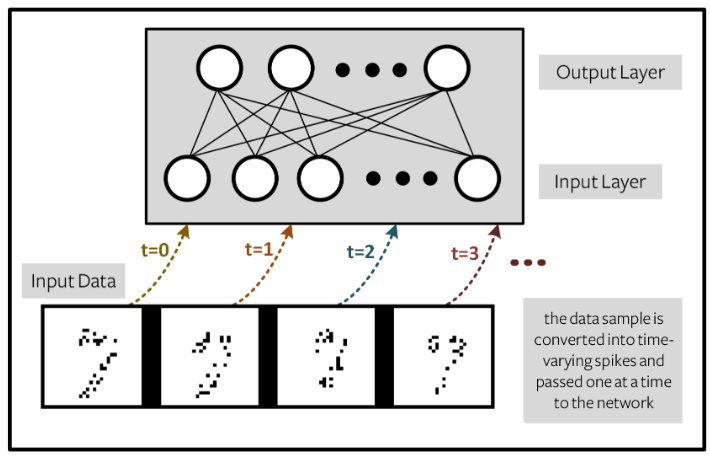 Output Layer
Input Layer
t=0
t=1
t=2
t=3
Input Data
the data sample is
converted into time-
varying spikes and
passed one at a time
to the network